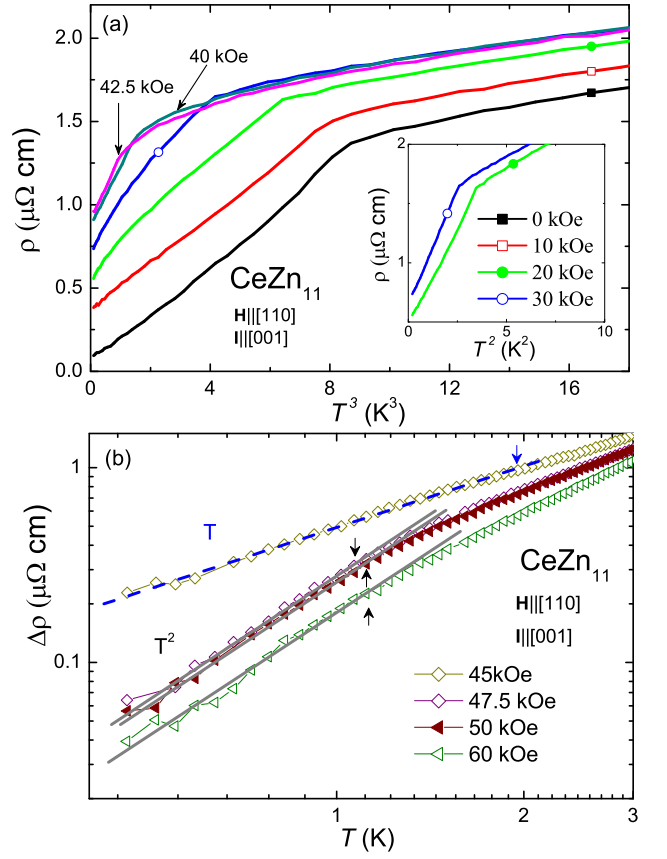 (a)
40 kOe
42.5 kOe
2.0
1.5
1.0
0.5
0.0
ρ (μΩ cm)
CeZn11
H||[110]
I||[001]
2
1
ρ (μΩ cm)
0 kOe
10 kOe
20 kOe
30 kOe
0 5 10
T² (K²)
0 4 8 12 16
T³ (K³)
(b)
1
0.1
Δρ (μΩ cm)
T
T²
CeZn11
H||[110]
I||[001]
45kOe
47.5 kOe
50 kOe
60 kOe
1 2 3
T (K)